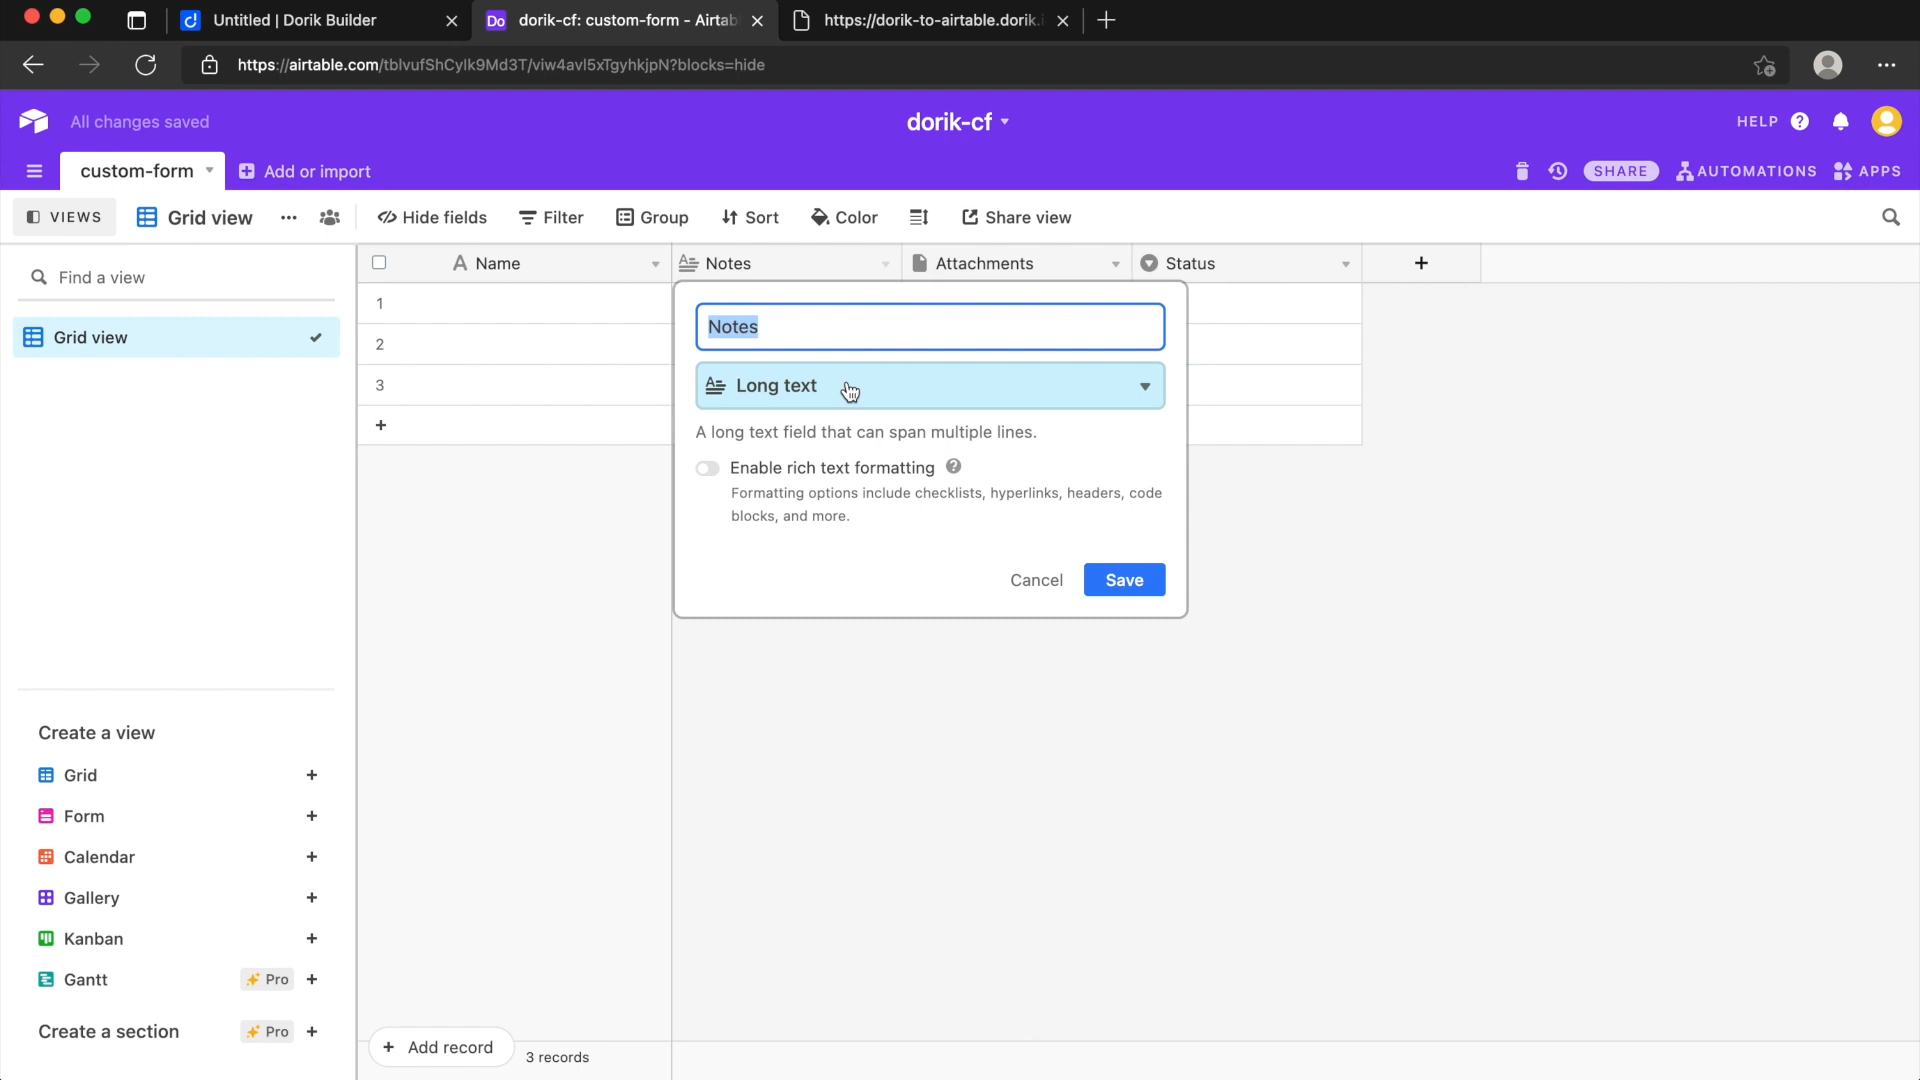 Untitled | Dorik Builder
Do dorik-cf: custom-form - Airtab
https://dorik-to-airtable.dorik.
https://airtable.com/tblvufShCylk9Md3T/viw4avl5xTgyhkjpN?blocks=hide
All changes saved
dorik-cf
HELP
custom-form
Add or import
SHARE
AUTOMATIONS
APPS
VIEWS
Grid view
Hide fields
Filter
Group
Sort
Color
Share view
Find a view
Grid view
Name
Notes
Attachments
Status
1
2
3
Notes
Long text
A long text field that can span multiple lines.
Enable rich text formatting
Formatting options include checklists, hyperlinks, headers, code
blocks, and more.
Cancel
Save
Create a view
Grid
Form
Calendar
Gallery
Kanban
Gantt
Pro
Create a section
Pro
Add record
3 records